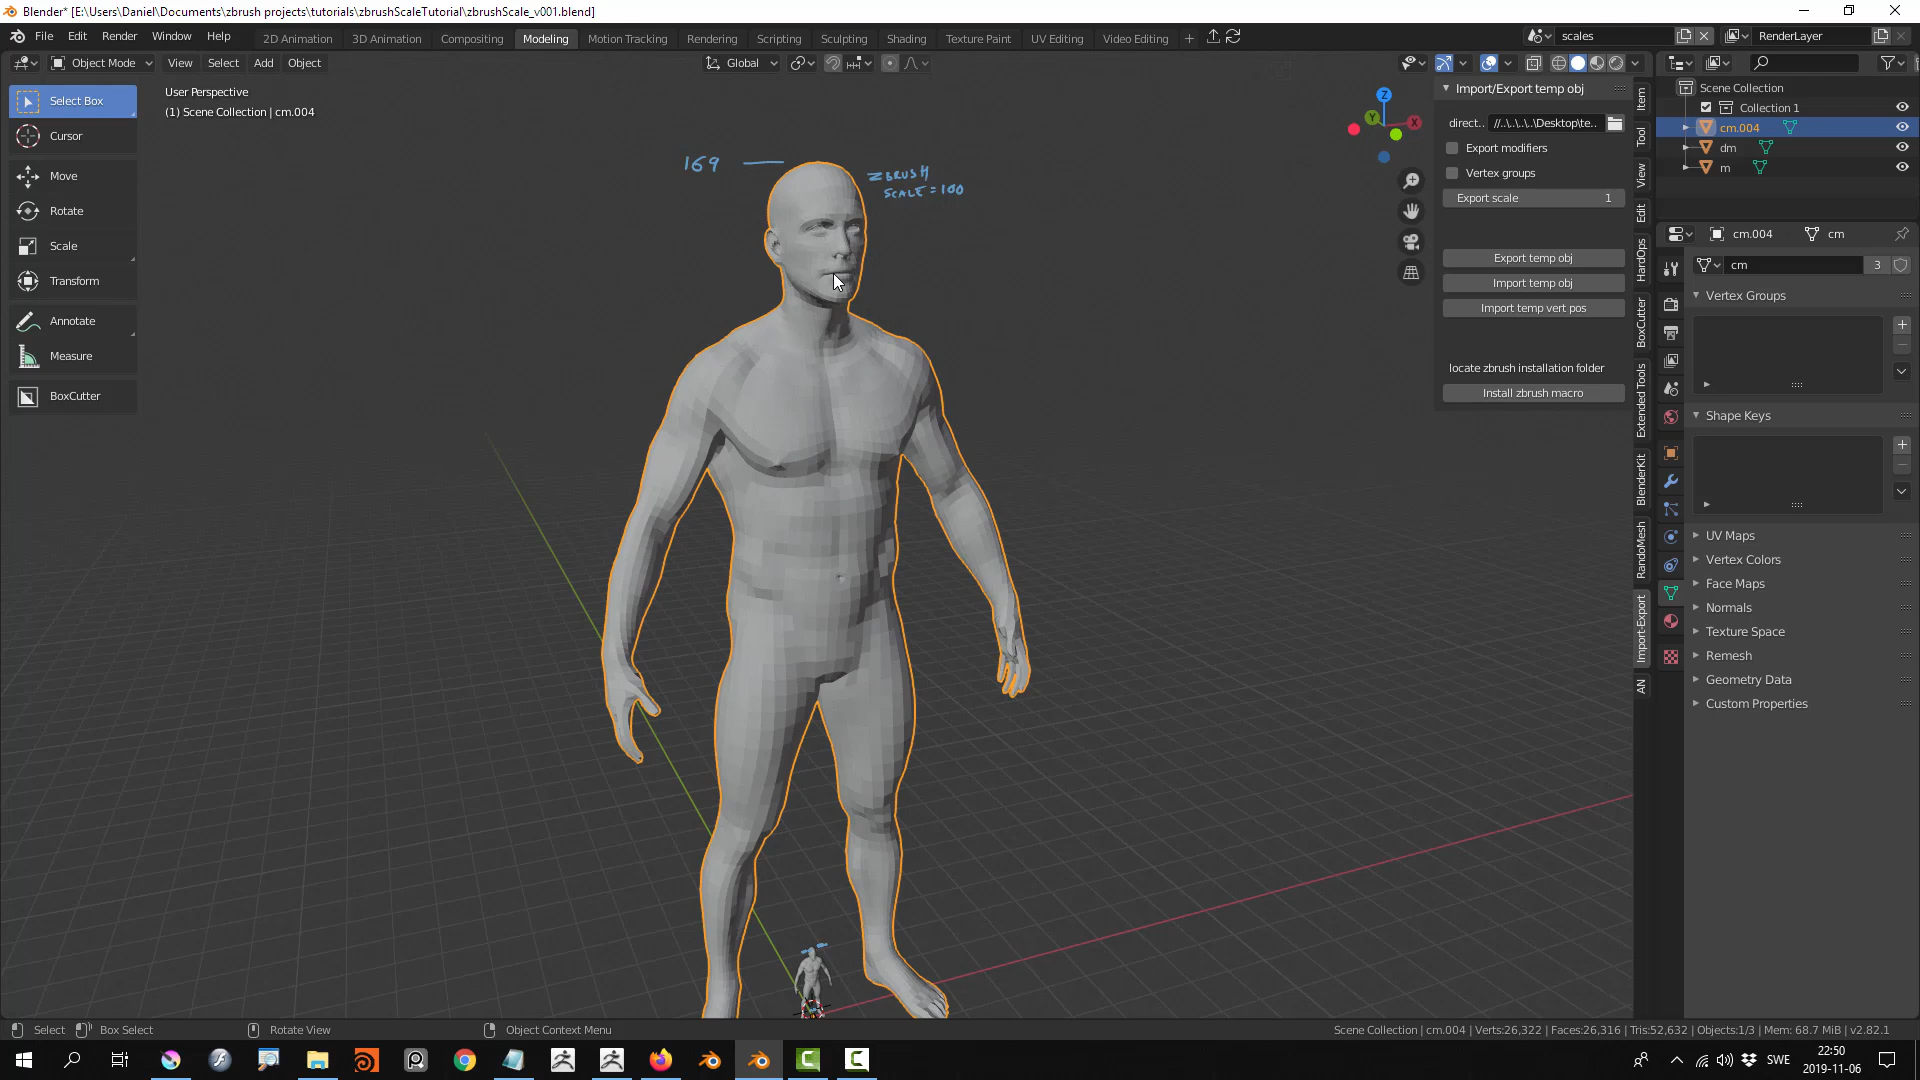 Blender* [E:\Users\Daniel\Documents\zbrush projects\tutorials\zbrushScaleTutorial\zbrushScale_v001.blend]
File Edit Render Window Help
2D Animation 3D Animation Compositing Modeling Motion Tracking Rendering Scripting Sculpting Shading Texture Paint UV Editing Video Editing +
scales
RenderLayer
Object Mode View Select Add Object
Global
Select Box
Cursor
Move
Rotate
Scale
Transform
Annotate
Measure
BoxCutter
User Perspective
(1) Scene Collection | cm.004
169
ZBRUSH
SCALE=100
Z
Y
X
Import/Export temp obj
direct.. //..\..\..\..\Desktop\te..
Export modifiers
Vertex groups
Export scale 1
Export temp obj
Import temp obj
Import temp vert pos
locate zbrush installation folder
Install zbrush macro
Item
Tool
View
Edit
HardOps
BoxCutter
Extended Tools
BlenderKit
RandoMesh
Import-Export
AN
Scene Collection
Collection 1
cm.004
dm
m
cm.004 cm
cm 3
Vertex Groups
Shape Keys
UV Maps
Vertex Colors
Face Maps
Normals
Texture Space
Remesh
Geometry Data
Custom Properties
Select Box Select Rotate View Object Context Menu
Scene Collection | cm.004 | Verts:26,322 | Faces:26,316 | Tris:52,632 | Objects:1/3 | Mem: 68.7 MiB | v2.82.1
SWE
22:50
2019-11-06